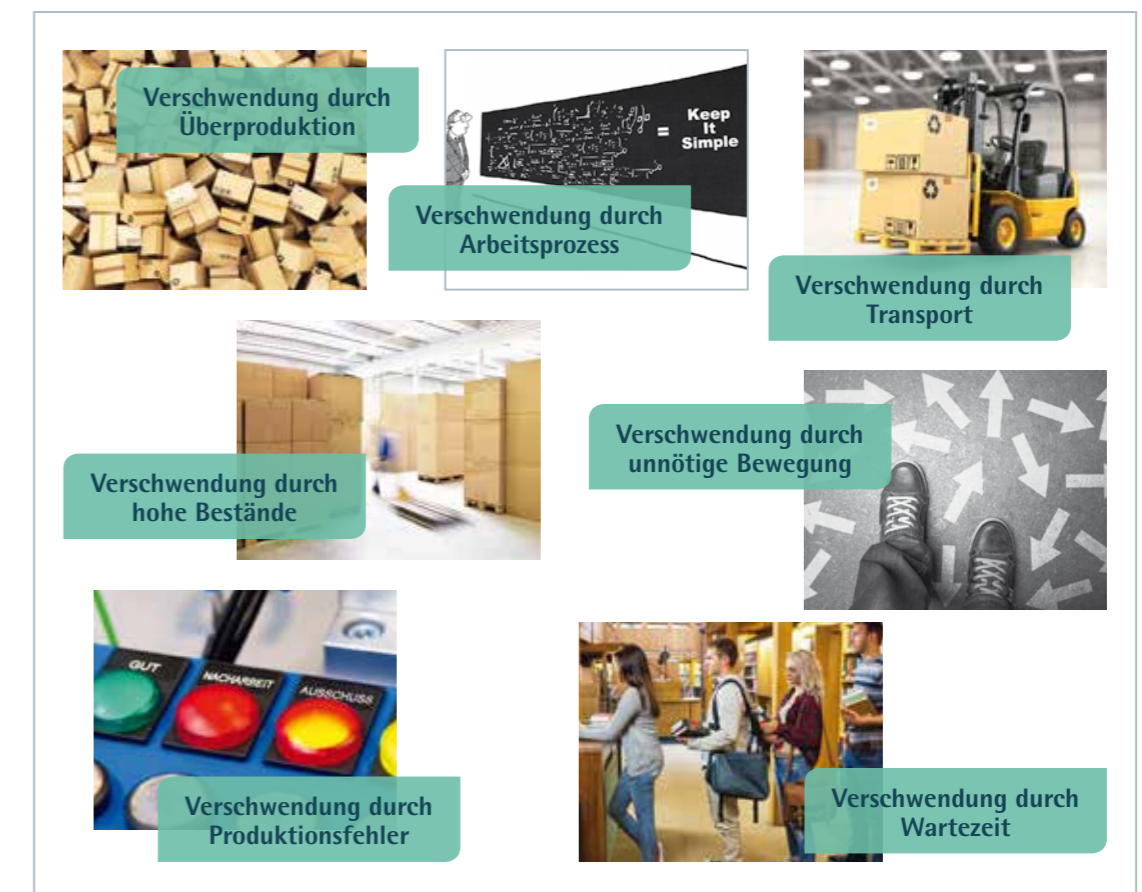 Verschwendung durch
Überproduktion
Keep
It
Simple
=
Verschwendung durch
Arbeitsprozess
Verschwendung durch
Transport
Verschwendung durch
hohe Bestände
Verschwendung durch
unnötige Bewegung
GUT
NACHARBEIT
AUSSCHUSS
Verschwendung durch
Produktionsfehler
Verschwendung durch
Wartezeit